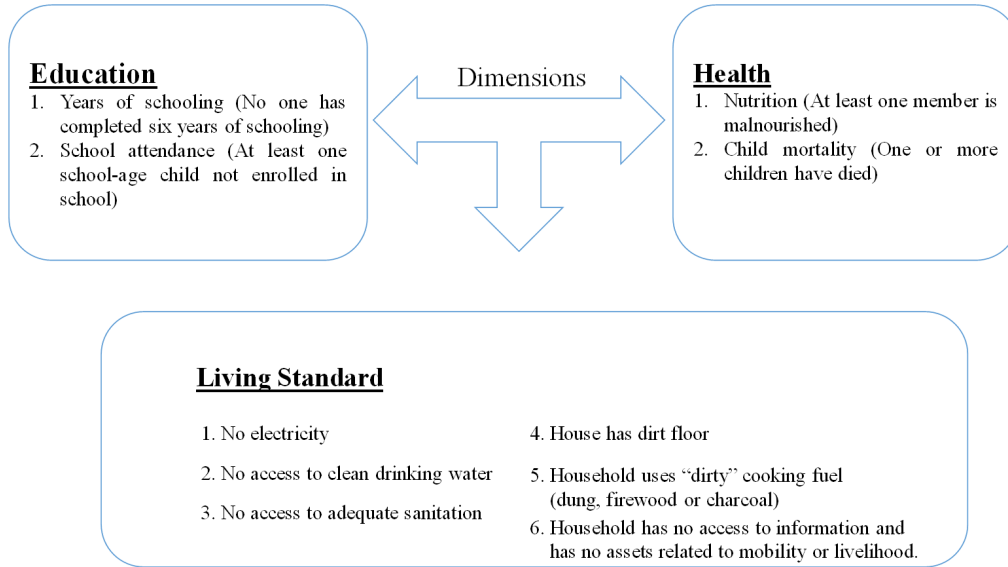 Education
1. Years of schooling (No one has
completed six years of schooling)
2. School attendance (At least one
school-age child not enrolled in
school)
Dimensions
Health
1. Nutrition (At least one member is
malnourished)
2. Child mortality (One or more
children have died)
Living Standard
1. No electricity
2. No access to clean drinking water
3. No access to adequate sanitation
4. House has dirt floor
5. Household uses “dirty” cooking fuel
(dung, firewood or charcoal)
6. Household has no access to information and
has no assets related to mobility or livelihood.